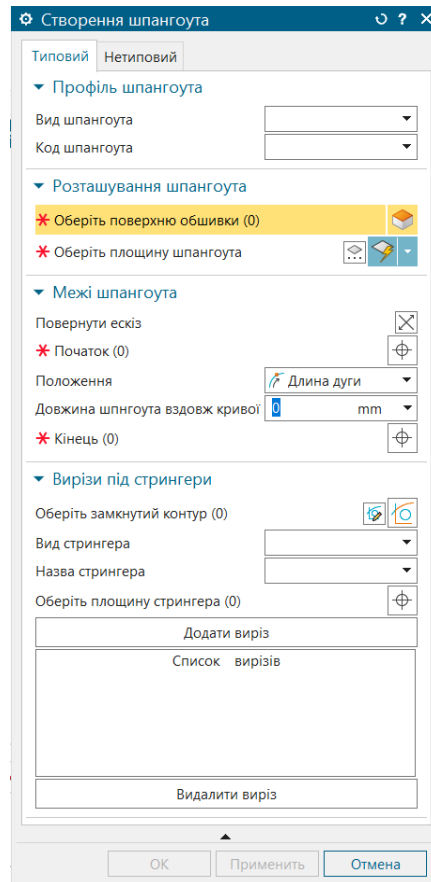 Створення шпангоута
Типовий Нетиповий
Профіль шпангоута
Вид шпангоута
Код шпангоута
Розташування шпангоута
* Оберіть поверхню обшивки (0)
* Оберіть площину шпангоута
Межі шпангоута
Повернути ескіз
* Початок (0)
Положення Длина дуги
Довжина шпнгоута вздовж кривої 0 mm
* Кінець (0)
Вирізи під стрингери
Оберіть замкнутий контур (0)
Вид стрингера
Назва стрингера
Оберіть площину стрингера (0)
Додати виріз
Список вирізів
Видалити виріз
ОК Применить Отмена